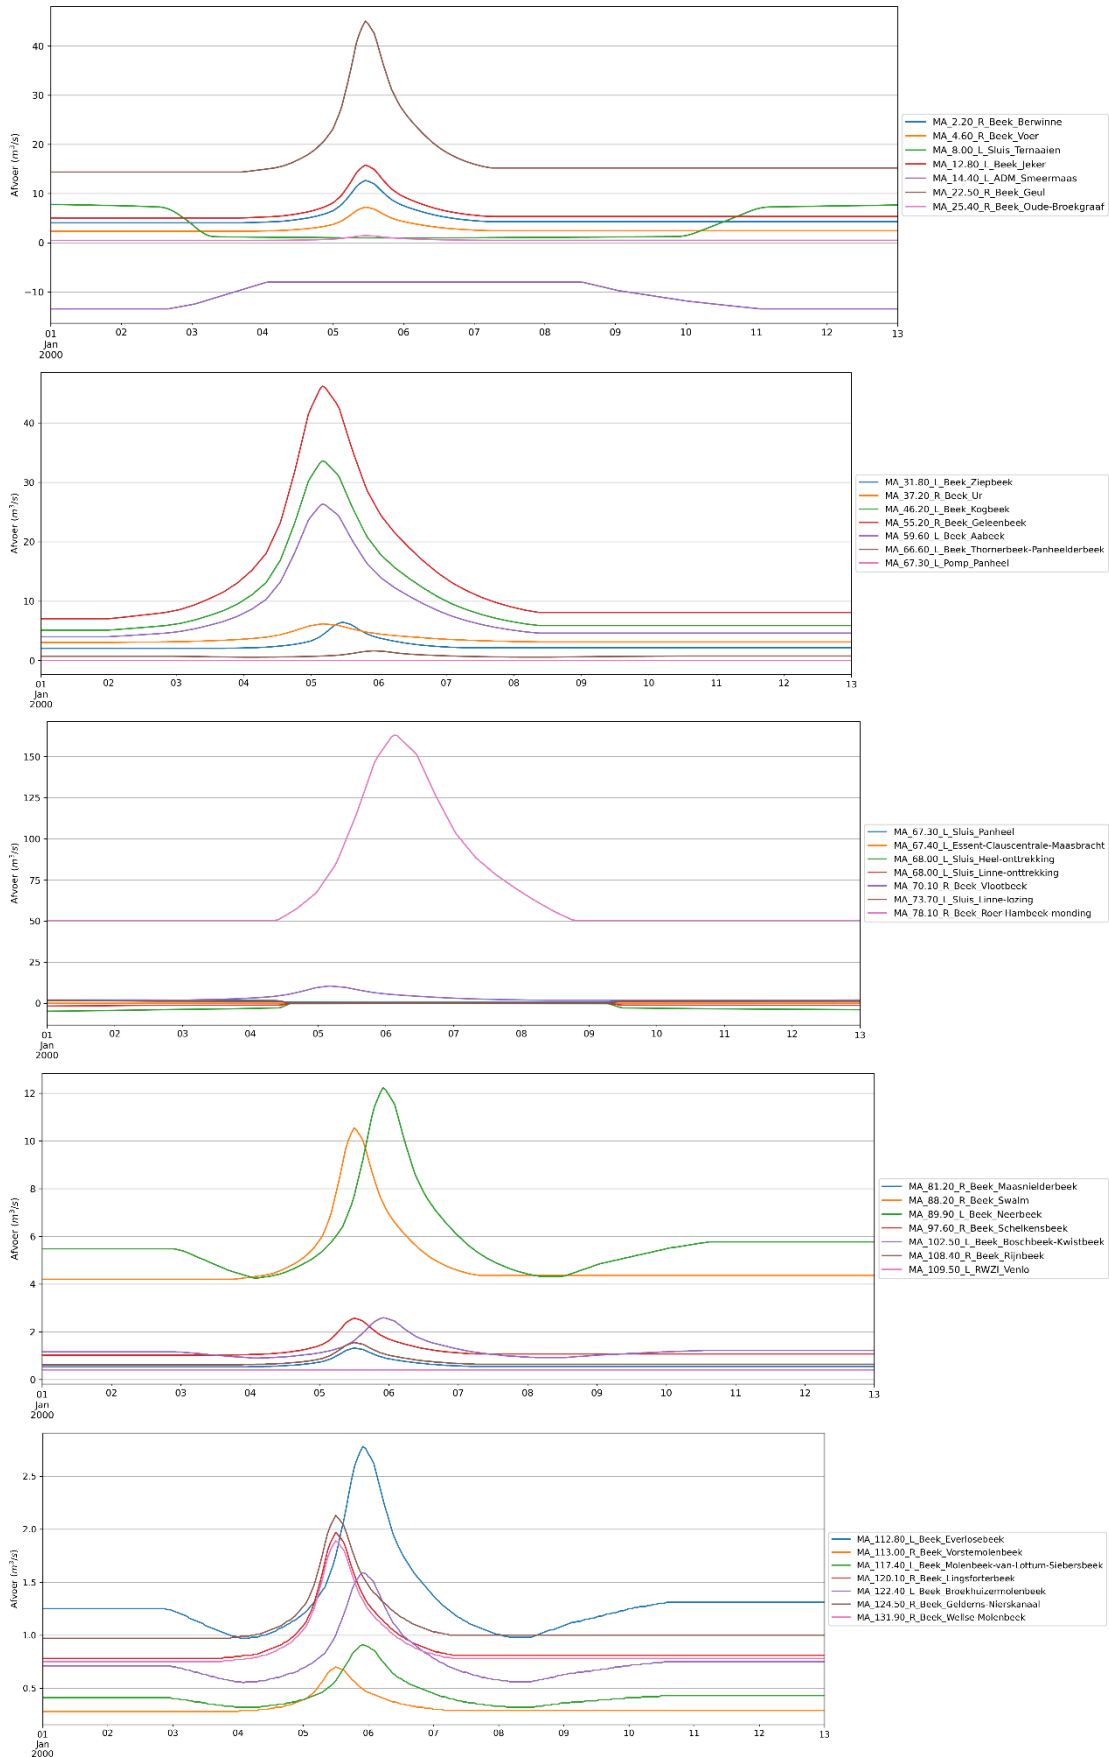 40
30
20
10
0
−10
Afvoer (m³/s)
01 02 03 04 05 06 07 08 09 10 11 12 13
Jan
2000
MA_2.20_R_Beek_Berwinne
MA_4.60_R_Beek_Voer
MA_8.00_L_Sluis_Ternaaien
MA_12.80_L_Beek_Jeker
MA_14.40_L_ADM_Smeermaas
MA_22.50_R_Beek_Geul
MA_25.40_R_Beek_Oude-Broekgraaf
40
30
20
10
0
Afvoer (m³/s)
01 02 03 04 05 06 07 08 09 10 11 12 13
Jan
2000
MA_31.80_L_Beek_Ziepbeek
MA_37.20_R_Beek_Ur
MA_46.20_L_Beek_Kogbeek
MA_55.20_R_Beek_Geleenbeek
MA_59.60_L_Beek_Aabeek
MA_66.60_L_Beek_Thornerbeek-Panheelderbeek
MA_67.30_L_Pomp_Panheel
150
125
100
75
50
25
0
Afvoer (m³/s)
01 02 03 04 05 06 07 08 09 10 11 12 13
Jan
2000
MA_67.30_L_Sluis_Panheel
MA_67.40_L_Essent-Clauscentrale-Maasbracht
MA_68.00_L_Sluis_Heel-onttrekking
MA_68.00_L_Sluis_Linne-onttrekking
MA_70.10_R_Beek_Vlootbeek
MA_73.70_L_Sluis_Linne-lozing
MA_78.10_R_Beek_Roer-Hambeek-monding
12
10
8
6
4
2
0
Afvoer (m³/s)
01 02 03 04 05 06 07 08 09 10 11 12 13
Jan
2000
MA_81.20_R_Beek_Maasnielderbeek
MA_88.20_R_Beek_Swalm
MA_89.90_L_Beek_Neerbeek
MA_97.60_R_Beek_Schelkensbeek
MA_102.50_L_Beek_Boschbeek-Kwistbeek
MA_108.40_R_Beek_Rijnbeek
MA_109.50_L_RWZI_Venlo
2.5
2.0
1.5
1.0
0.5
Afvoer (m³/s)
01 02 03 04 05 06 07 08 09 10 11 12 13
Jan
2000
MA_112.80_L_Beek_Everlosebeek
MA_113.00_R_Beek_Vorstemolenbeek
MA_117.40_L_Beek_Molenbeek-van-Lottum-Siebersbeek
MA_120.10_R_Beek_Lingsforterbeek
MA_122.40_L_Beek_Broekhuizermolenbeek
MA_124.50_R_Beek_Gelderns-Nierskanaal
MA_131.90_R_Beek_Wellse-Molenbeek